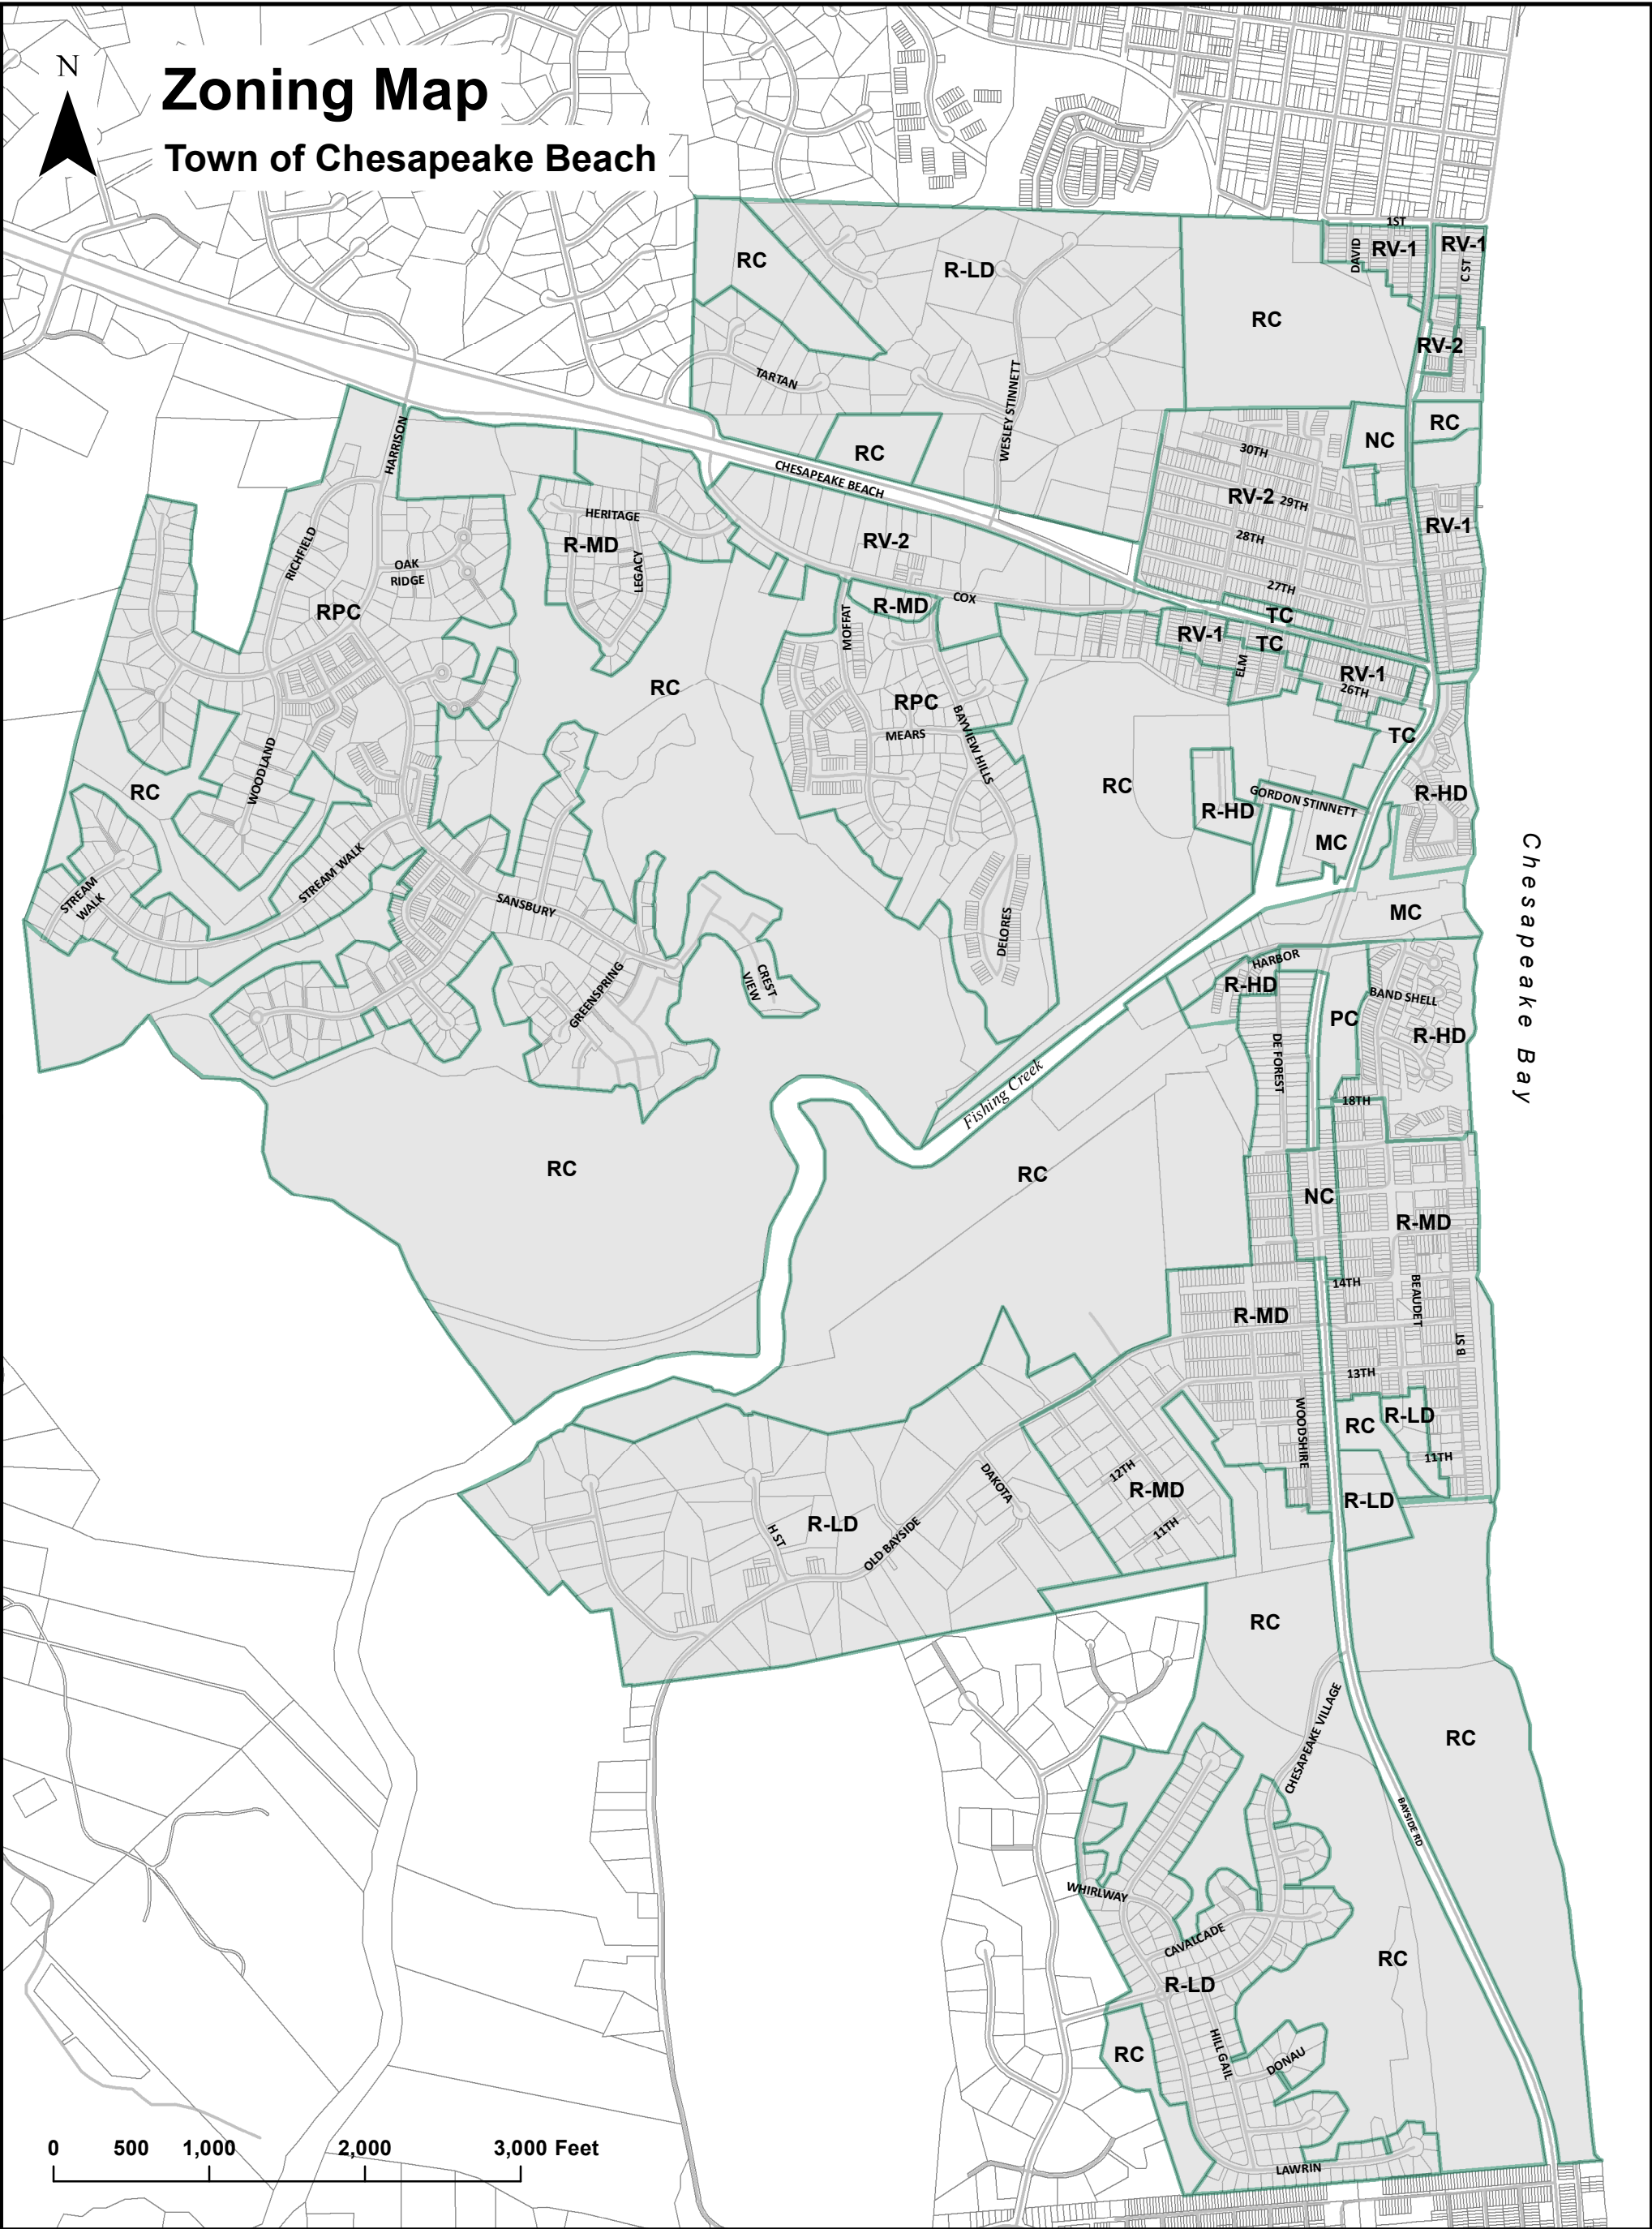 N
Zoning Map
Town of Chesapeake Beach
1ST
DAVID
RV-1
RV-1
C ST
RC
R-LD
RC
RV-2
TARTAN
WESLEY STINNETT
HARRISON
RC
NC
RC
CHESAPEAKE BEACH
30TH
RV-2
29TH
28TH
27TH
RV-1
HERITAGE
R-MD
LEGACY
RV-2
RICHFIELD
OAK
RIDGE
RPC
COX
R-MD
MOFFAT
TC
RV-1
TC
ELM
RV-1
26TH
RC
RPC
MEARS
BAYVIEW HILLS
TC
WOODLAND
RC
RC
R-HD
GORDON STINNETT
MC
R-HD
STREAM WALK
STREAM
WALK
SANSBURY
DELORES
MC
Chesapeake Bay
GREENSPRING
CREST
VIEW
HARBOR
R-HD
BAND SHELL
PC
R-HD
DE FOREST
Fishing Creek
18TH
RC
RC
NC
R-MD
14TH
BEAUDET
B ST
R-MD
13TH
WOODSHIRE
RC
R-LD
11TH
R-LD
DAKOTA
12TH
R-MD
11TH
H ST
R-LD
OLD BAYSIDE
RC
CHESAPEAKE VILLAGE
RC
BAYSIDE RD
WHIRLWAY
CAVALCADE
RC
R-LD
HILL GAIL
DONAU
RC
LAWRIN
0 500 1,000 2,000 3,000 Feet